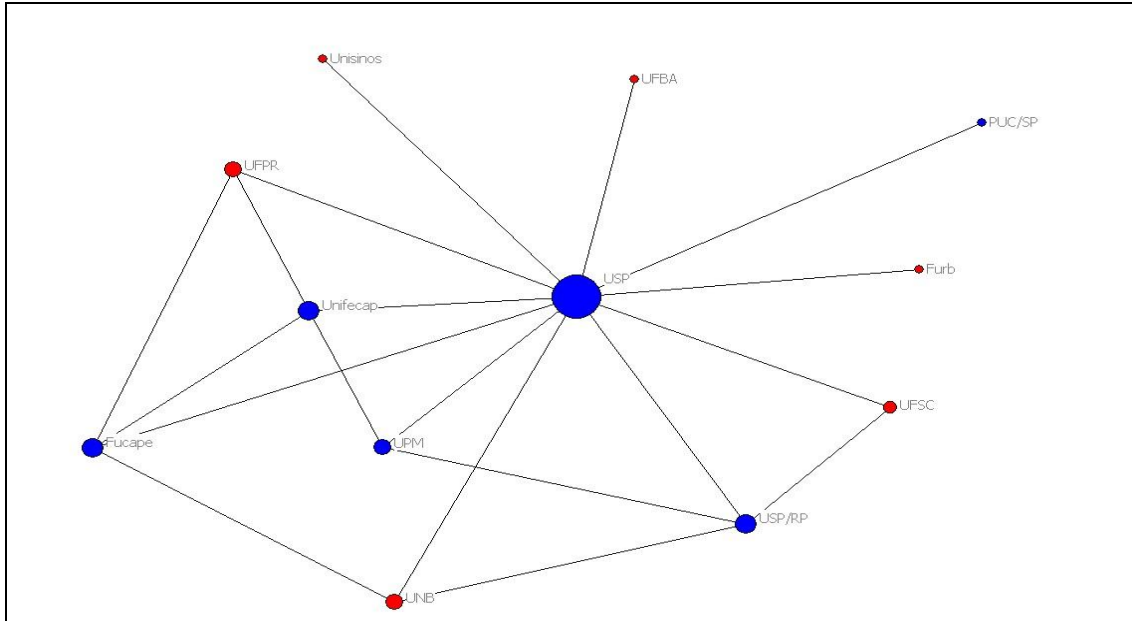 Unisinos
UFBA
PUC/SP
UFPR
Furb
USP
Unifecap
UFSC
Fucape
UPM
USP/RP
UNB